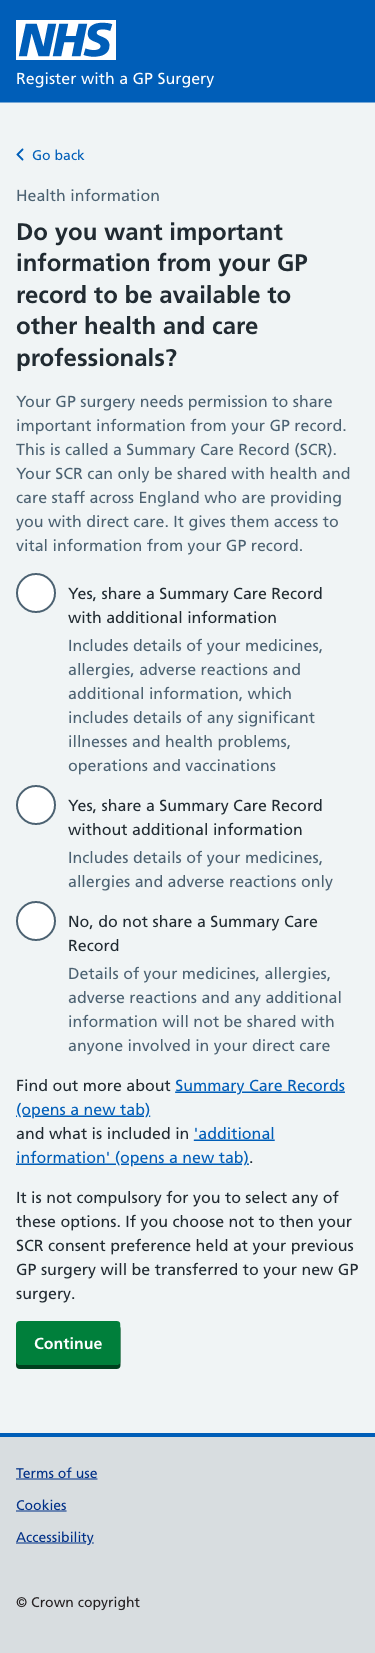 NHS
Register with a GP Surgery
Go back
Health information
Do you want important
information from your GP
record to be available to
other health and care
professionals?
Your GP surgery needs permission to share
important information from your GP record.
This is called a Summary Care Record (SCR).
Your SCR can only be shared with health and
care staff across England who are providing
you with direct care. It gives them access to
vital information from your GP record.
Yes, share a Summary Care Record
with additional information
Includes details of your medicines,
allergies, adverse reactions and
additional information, which
includes details of any significant
illnesses and health problems,
operations and vaccinations
Yes, share a Summary Care Record
without additional information
Includes details of your medicines,
allergies and adverse reactions only
No, do not share a Summary Care
Record
Details of your medicines, allergies,
adverse reactions and any additional
information will not be shared with
anyone involved in your direct care
Find out more about Summary Care Records
(opens a new tab)
and what is included in 'additional
information' (opens a new tab).
It is not compulsory for you to select any of
these options. If you choose not to then your
SCR consent preference held at your previous
GP surgery will be transferred to your new GP
surgery.
Continue
Terms of use
Cookies
Accessibility
© Crown copyright